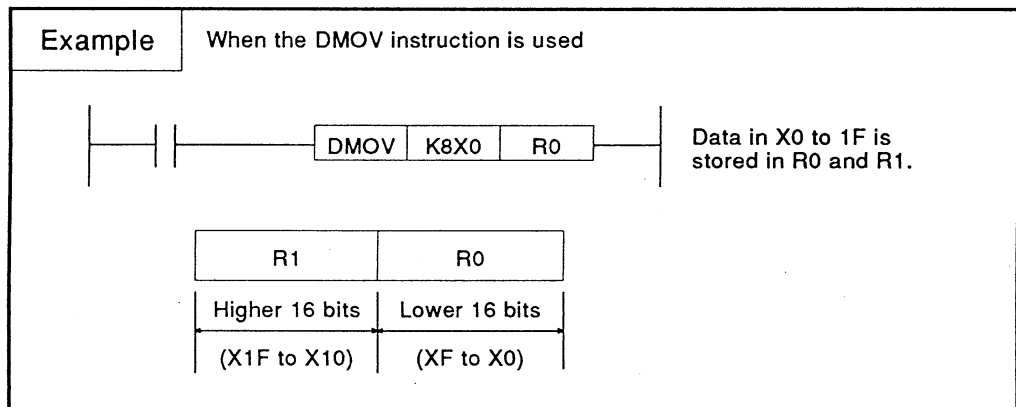 Example
When the DMOV instruction is used
DMOV K8X0 R0
Data in X0 to 1F is
stored in R0 and R1.
R1 R0
Higher 16 bits Lower 16 bits
(X1F to X10) (XF to X0)